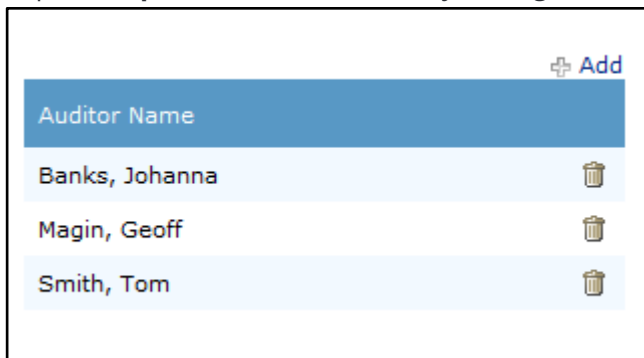 Add
Auditor Name
Banks, Johanna
Magin, Geoff
Smith, Tom